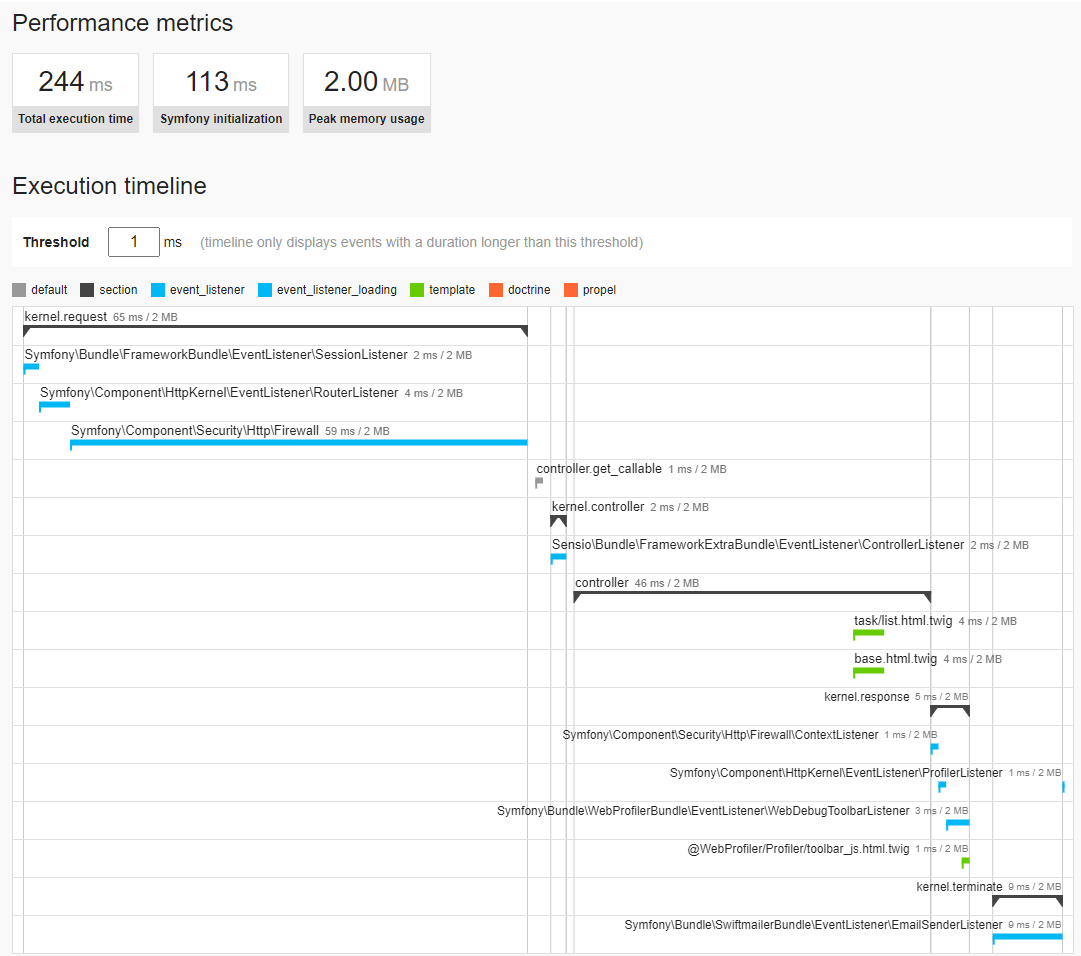 Performance metrics
244 ms 113 ms 2.00 MB
Total execution time Symfony initialization Peak memory usage
Execution timeline
Threshold 1 ms (timeline only displays events with a duration longer than this threshold)
default section event_listener event_listener_loading template doctrine propel
kernel.request 65 ms / 2 MB
Symfony\Bundle\FrameworkBundle\EventListener\SessionListener 2 ms / 2 MB
Symfony\Component\HttpKernel\EventListener\RouterListener 4 ms / 2 MB
Symfony\Component\Security\Http\Firewall 59 ms / 2 MB
controller.get_callable 1 ms / 2 MB
kernel.controller 2 ms / 2 MB
Sensio\Bundle\FrameworkExtraBundle\EventListener\ControllerListener 2 ms / 2 MB
controller 46 ms / 2 MB
task/list.html.twig 4 ms / 2 MB
base.html.twig 4 ms / 2 MB
kernel.response 5 ms / 2 MB
Symfony\Component\Security\Http\Firewall\ContextListener 1 ms / 2 MB
Symfony\Component\HttpKernel\EventListener\ProfilerListener 1 ms / 2 MB
Symfony\Bundle\WebProfilerBundle\EventListener\WebDebugToolbarListener 3 ms / 2 MB
@WebProfiler/Profiler/toolbar_js.html.twig 1 ms / 2 MB
kernel.terminate 9 ms / 2 MB
Symfony\Bundle\SwiftmailerBundle\EventListener\EmailSenderListener 9 ms / 2 MB